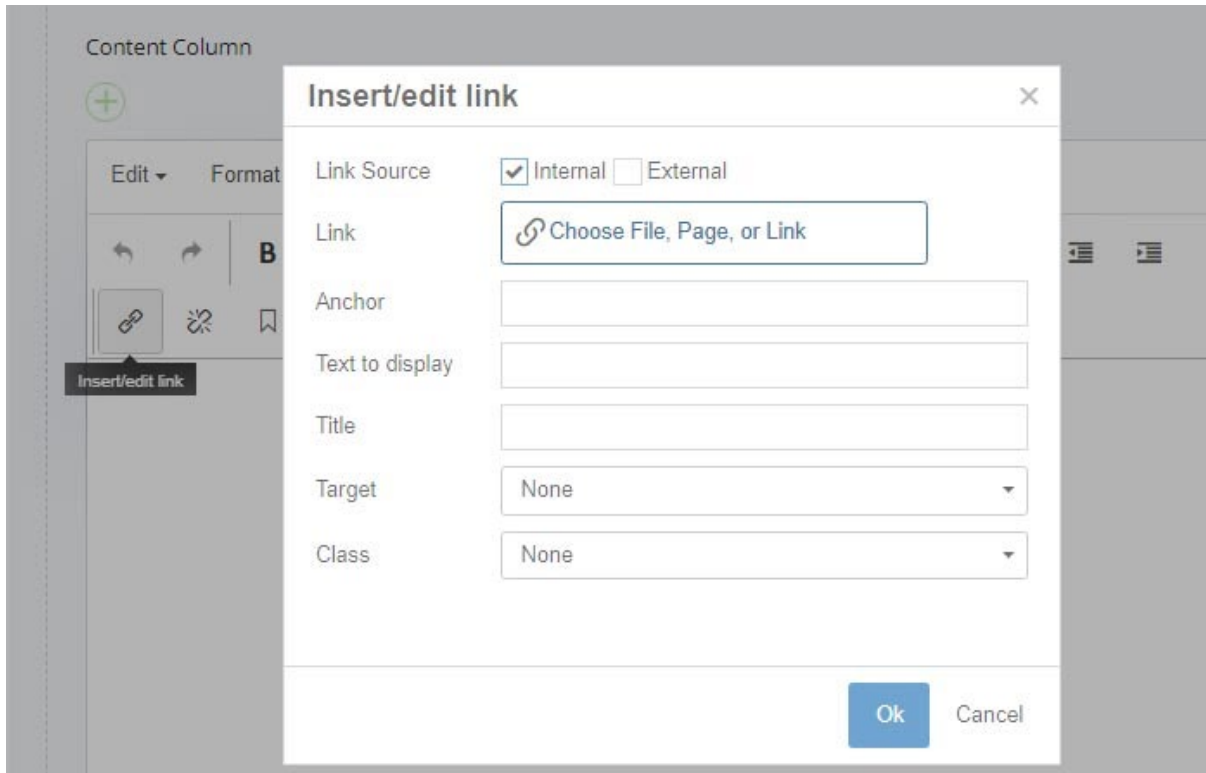 Content Column
Insert/edit link
Edit Format
Link Source Internal External
Link Choose File, Page, or Link
B
Anchor
Text to display
Insert/edit link
Title
Target None
Class None
Ok Cancel